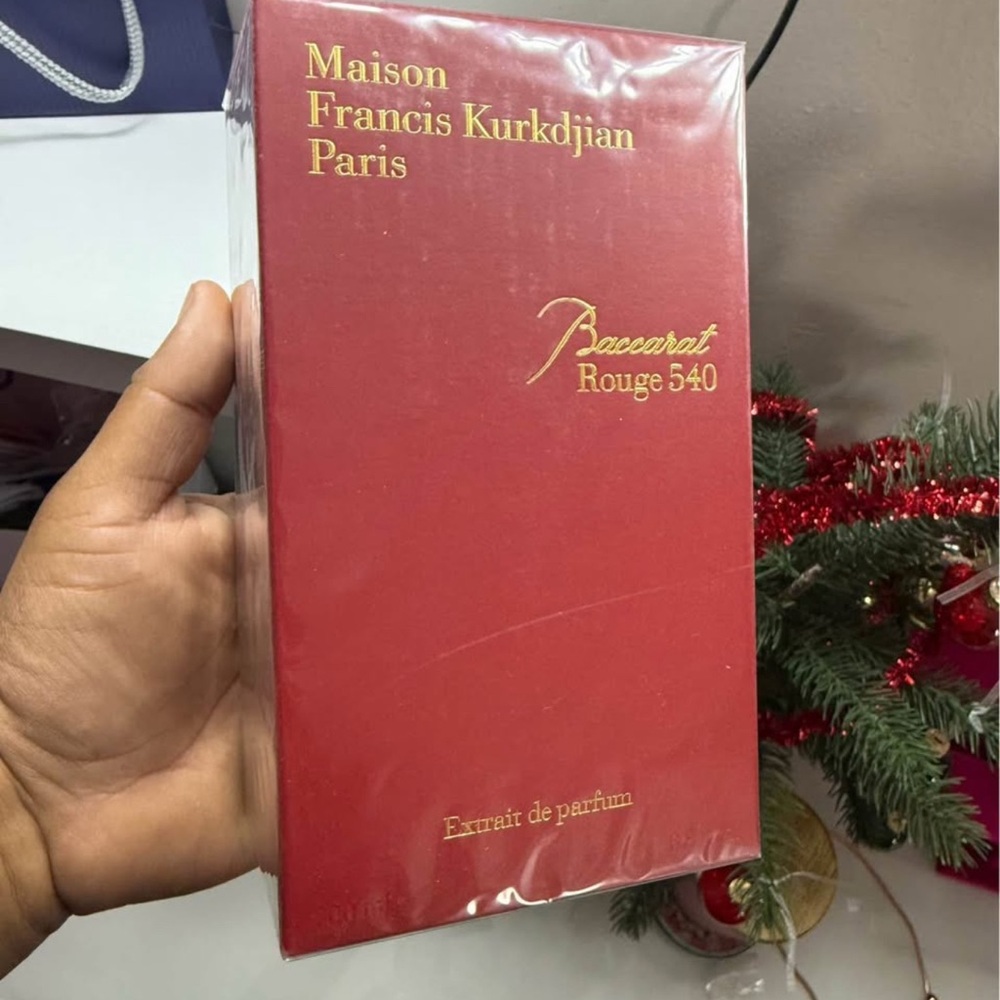 Maison
Francis Kurkdjian
Paris
Baccarat
Rouge 540
Extrait de parfum